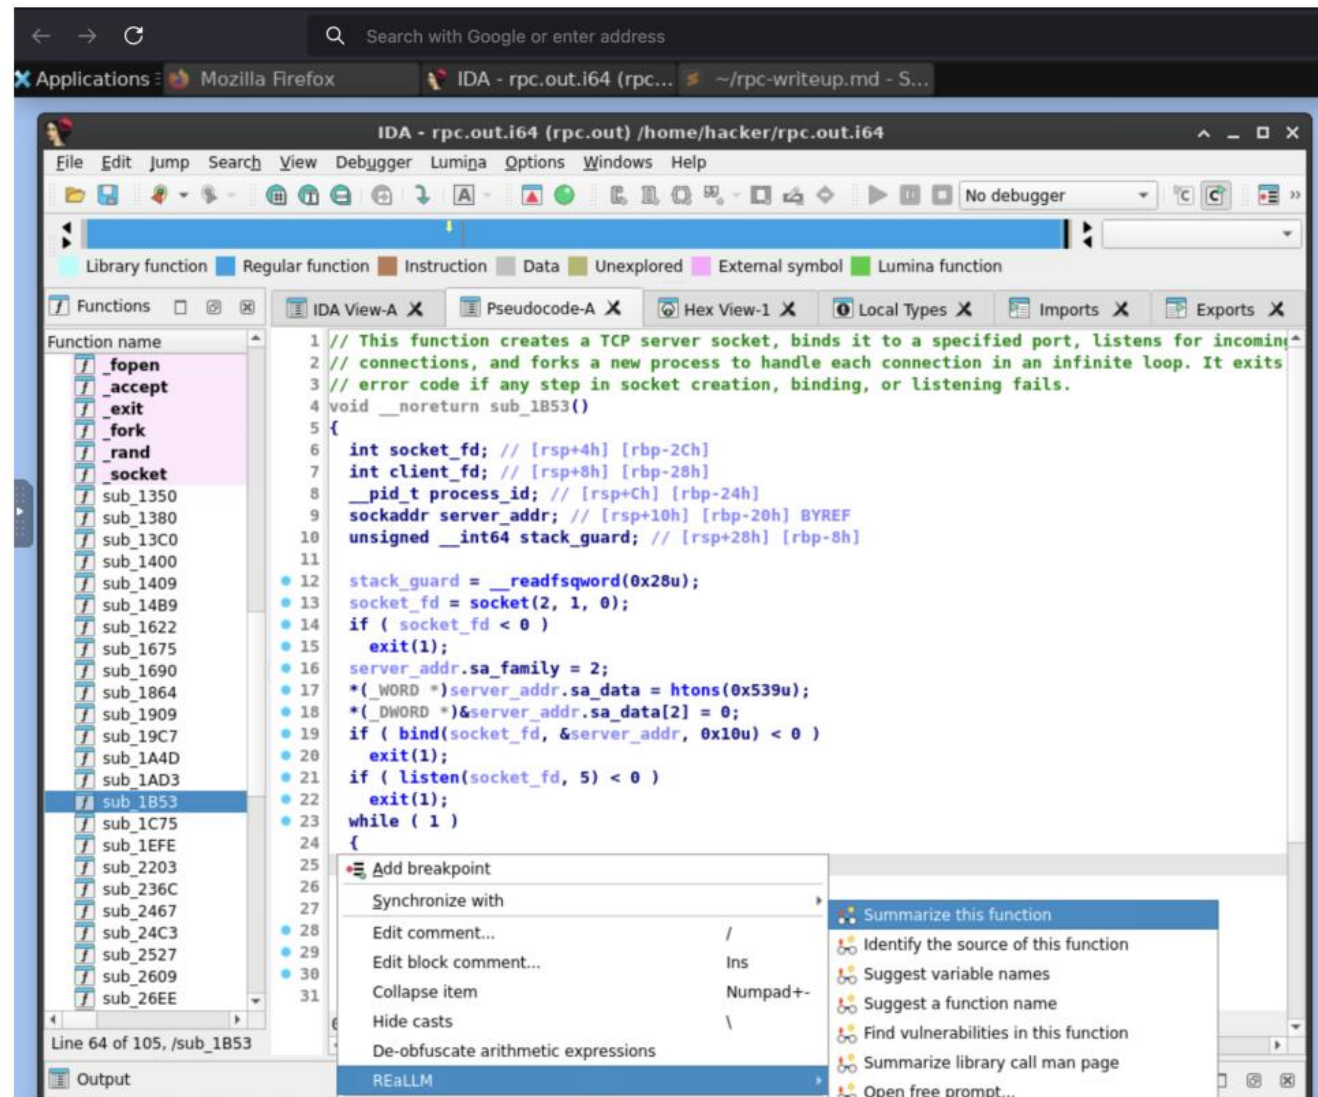 Search with Google or enter address
Applications Mozilla Firefox IDA - rpc.out.i64 (rpc... ~/rpc-writeup.md - S...
IDA - rpc.out.i64 (rpc.out) /home/hacker/rpc.out.i64
File Edit Jump Search View Debugger Lumina Options Windows Help
A No debugger
Library function Regular function Instruction Data Unexplored External symbol Lumina function
Functions IDA View-A Pseudocode-A Hex View-1 Local Types Imports Exports
Function name
_fopen
_accept
_exit
_fork
_rand
_socket
sub_1350
sub_1380
sub_13C0
sub_1400
sub_1409
sub_14B9
sub_1622
sub_1675
sub_1690
sub_1864
sub_1909
sub_19C7
sub_1A4D
sub_1AD3
sub_1B53
sub_1C75
sub_1EFE
sub_2203
sub_236C
sub_2467
sub_24C3
sub_2527
sub_2609
sub_26EE
Line 64 of 105, /sub_1B53
Output
1 // This function creates a TCP server socket, binds it to a specified port, listens for incoming
2 // connections, and forks a new process to handle each connection in an infinite loop. It exits
3 // error code if any step in socket creation, binding, or listening fails.
4 void __noreturn sub_1B53()
5 {
6 int socket_fd; // [rsp+4h] [rbp-2Ch]
7 int client_fd; // [rsp+8h] [rbp-28h]
8 __pid_t process_id; // [rsp+Ch] [rbp-24h]
9 sockaddr server_addr; // [rsp+10h] [rbp-20h] BYREF
10 unsigned __int64 stack_guard; // [rsp+28h] [rbp-8h]
11
12 stack_guard = __readfsqword(0x28u);
13 socket_fd = socket(2, 1, 0);
14 if ( socket_fd < 0 )
15 exit(1);
16 server_addr.sa_family = 2;
17 *(_WORD *)server_addr.sa_data = htons(0x539u);
18 *(_DWORD *)&server_addr.sa_data[2] = 0;
19 if ( bind(socket_fd, &server_addr, 0x10u) < 0 )
20 exit(1);
21 if ( listen(socket_fd, 5) < 0 )
22 exit(1);
23 while ( 1 )
24 {
25
26
27
28
29
30
31
Add breakpoint
Synchronize with
Edit comment... /
Edit block comment... Ins
Collapse item Numpad+-
Hide casts \
De-obfuscate arithmetic expressions
REaLLM
Summarize this function
Identify the source of this function
Suggest variable names
Suggest a function name
Find vulnerabilities in this function
Summarize library call man page
Open free prompt...